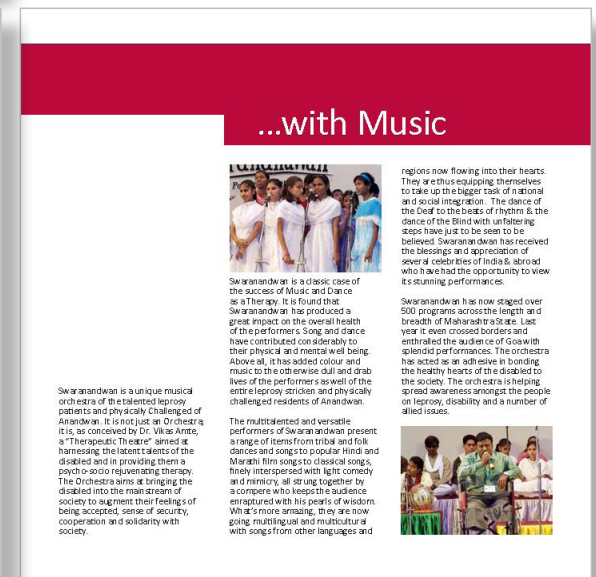 ...with Music
Swaranandwan is a unique musical
orchestra of the talented leprosy
patients and physically Challenged of
Anandwan. It is not just an Orchestra;
it is, as conceived by Dr. Vikas Amte,
a “Therapeutic Theatre” aimed at
harnessing the latent talents of the
disabled and in providing them a
psycho-socio rejuvenating therapy.
The Orchestra aims at bringing the
disabled into the mainstream of
society to augment their feelings of
being accepted, sense of security,
cooperation and solidarity with
society.
Swaranandwan is a classic case of
the success of Music and Dance
as a Therapy. It is found that
Swaranandwan has produced a
great impact on the overall health
of the performers. Song and dance
have contributed considerably to
their physical and mental well being.
Above all, it has added colour and
music to the otherwise dull and drab
lives of the performers as well of the
entire leprosy stricken and physically
challenged residents of Anandwan.
The multitalented and versatile
performers of Swaranandwan present
a range of items from tribal and folk
dances and songs to popular Hindi and
Marathi film songs to classical songs,
finely interspersed with light comedy
and mimicry, all strung together by
a compere who keeps the audience
enraptured with his pearls of wisdom.
What’s more amazing, they are now
going multilingual and multicultural
with songs from other languages and
regions now flowing into their hearts.
They are thus equipping themselves
to take up the bigger task of national
and social integration. The dance of
the Deaf to the beats of rhythm & the
dance of the Blind with unfaltering
steps have just to be seen to be
believed. Swaranandwan has received
the blessings and appreciation of
several celebrities of India & abroad
who have had the opportunity to view
its stunning performances.
Swaranandwan has now staged over
500 programs across the length and
breadth of Maharashtra State. Last
year it even crossed borders and
enthralled the audience of Goa with
splendid performances. The orchestra
has acted as an adhesive in bonding
the healthy hearts of the disabled to
the society. The orchestra is helping
spread awareness amongst the people
on leprosy, disability and a number of
allied issues.